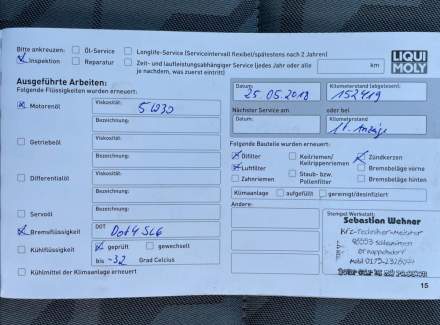 Bitte ankreuzen: Öl-Service Longlife-Service (Serviceintervall flexibel/spätestens nach 2 Jahren)
Inspektion Reparatur Zeit- und laufleistungsabhängiger Service (jedes Jahr oder alle km
je nachdem, was zuerst eintritt)
LIQUI
MOLY
Ausgeführte Arbeiten:
Folgende Flüssigkeiten wurden erneuert:
Motorenöl
Viskosität:
5W30
Bezeichnung:
Getriebeöl
Viskosität:
Bezeichnung:
Differentialöl
Viskosität:
Bezeichnung:
Servoöl
Bezeichnung:
Bremsflüssigkeit
DOT
Dot 4 SL6
Kühlflüssigkeit
geprüft gewechselt
bis -32 Grad Celcius
Kühlmittel der Klimaanlage erneuert
Datum:
25.05.2018
Kilometerstand (abgelesen):
152419
Nächster Service am oder bei
Datum:
Kilometerstand
lt. Anzeige
Folgende Bauteile wurden erneuert:
Ölfilter Keilriemen/ Zündkerzen
Keilrippenriemen
Luftfilter Bremsbeläge vorne
Staub- bzw.
Zahnriemen Pollenfilter Bremsbeläge hinten
Klimaanlage aufgefüllt gereinigt/desinfiziert
Andere:
Stempel Werkstatt:
Sebastian Wehner
Kfz-Technikermeister
15